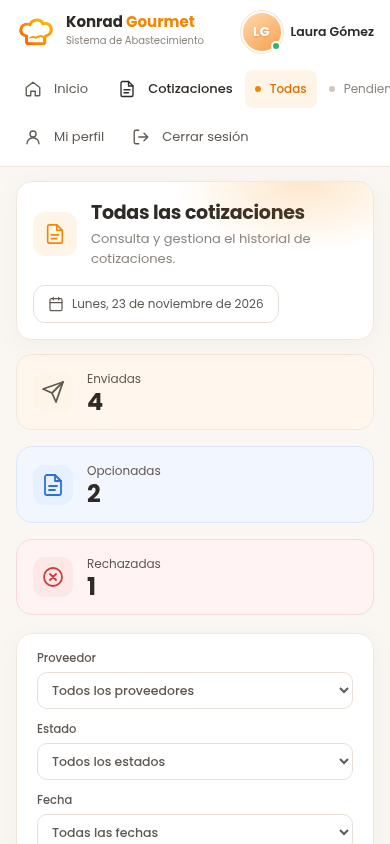 Konrad Gourmet
Sistema de Abastecimiento
LG
Laura Gómez
Inicio
Cotizaciones
Todas
Pendien
Mi perfil
Cerrar sesión
Todas las cotizaciones
Consulta y gestiona el historial de
cotizaciones.
Lunes, 23 de noviembre de 2026
Enviadas
4
Opcionadas
2
Rechazadas
1
Proveedor
Todos los proveedores
Estado
Todos los estados
Fecha
Todas las fechas